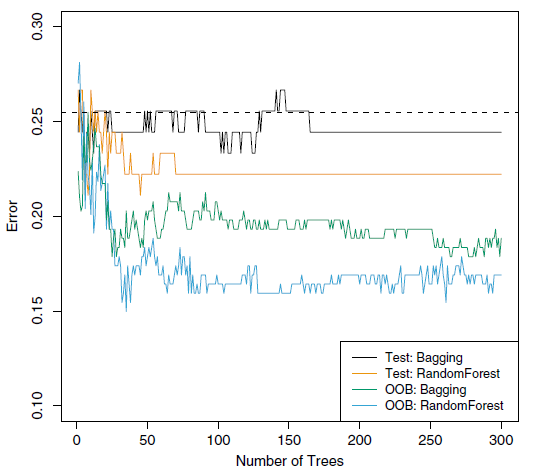 0.30
0.25
0.20
0.15
0.10
Error
0
50
100
150
200
250
300
Number of Trees
Test: Bagging
Test: RandomForest
OOB: Bagging
OOB: RandomForest